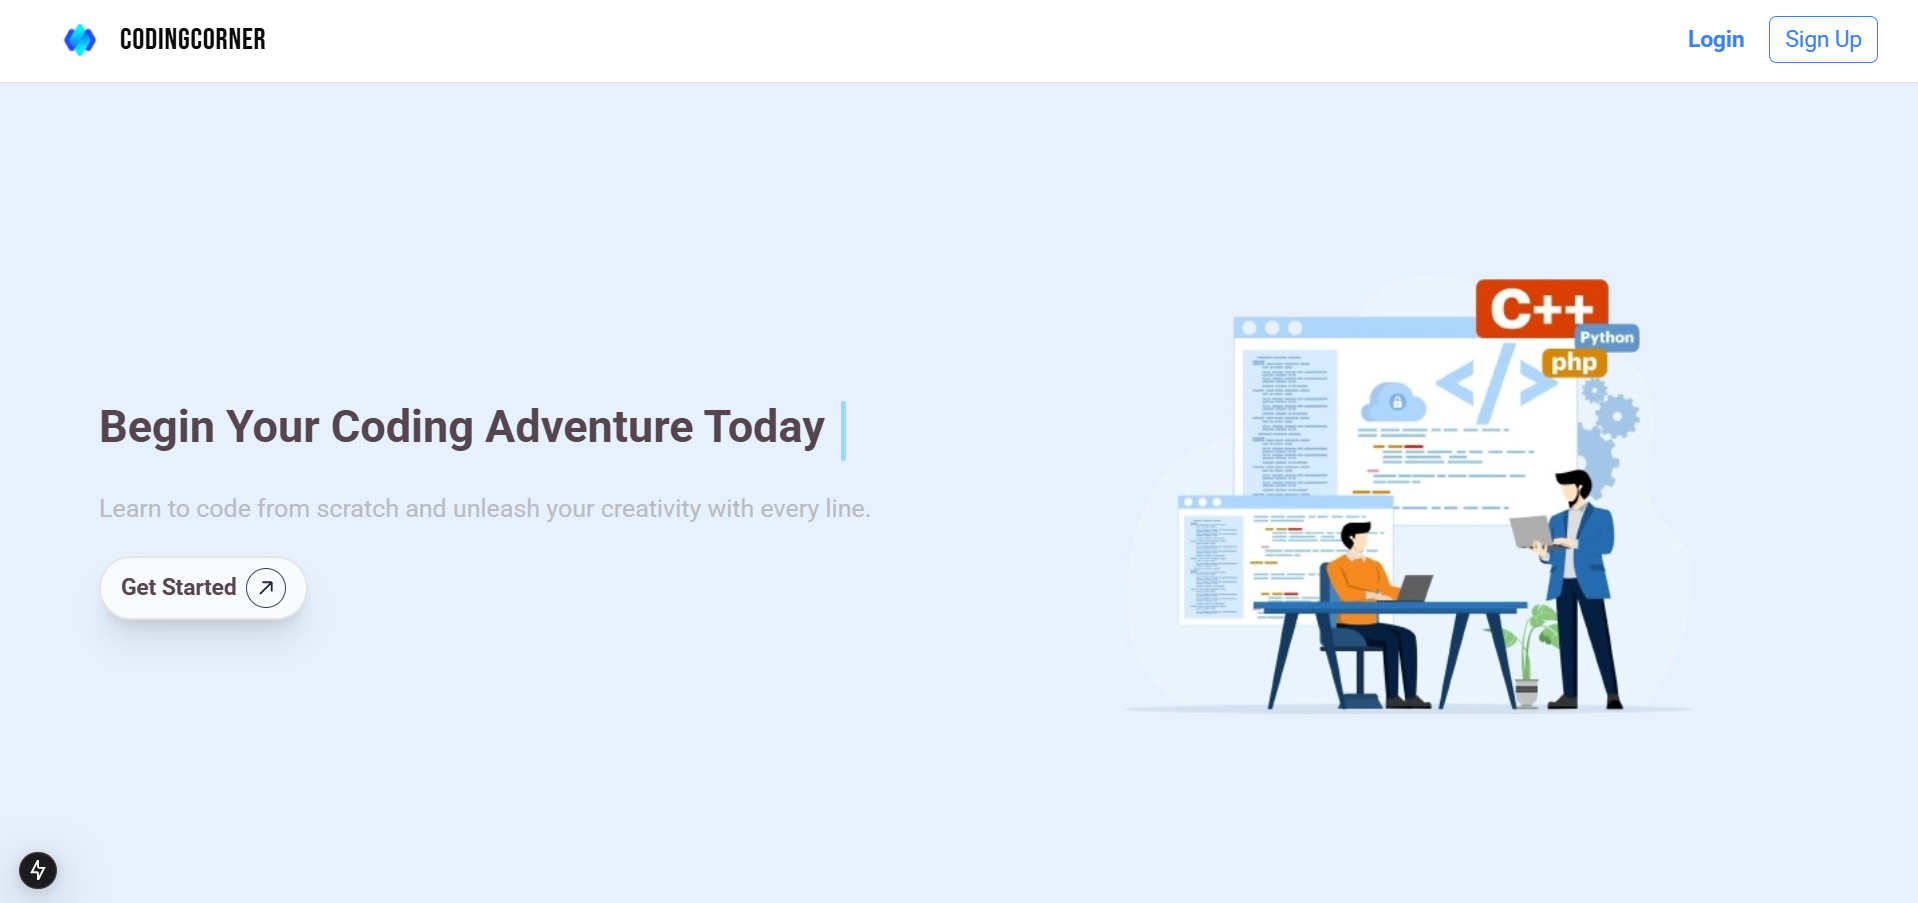 CODINGCORNER
Login
Sign Up
Begin Your Coding Adventure Today
Learn to code from scratch and unleash your creativity with every line.
Get Started
C++
Python
php
</>